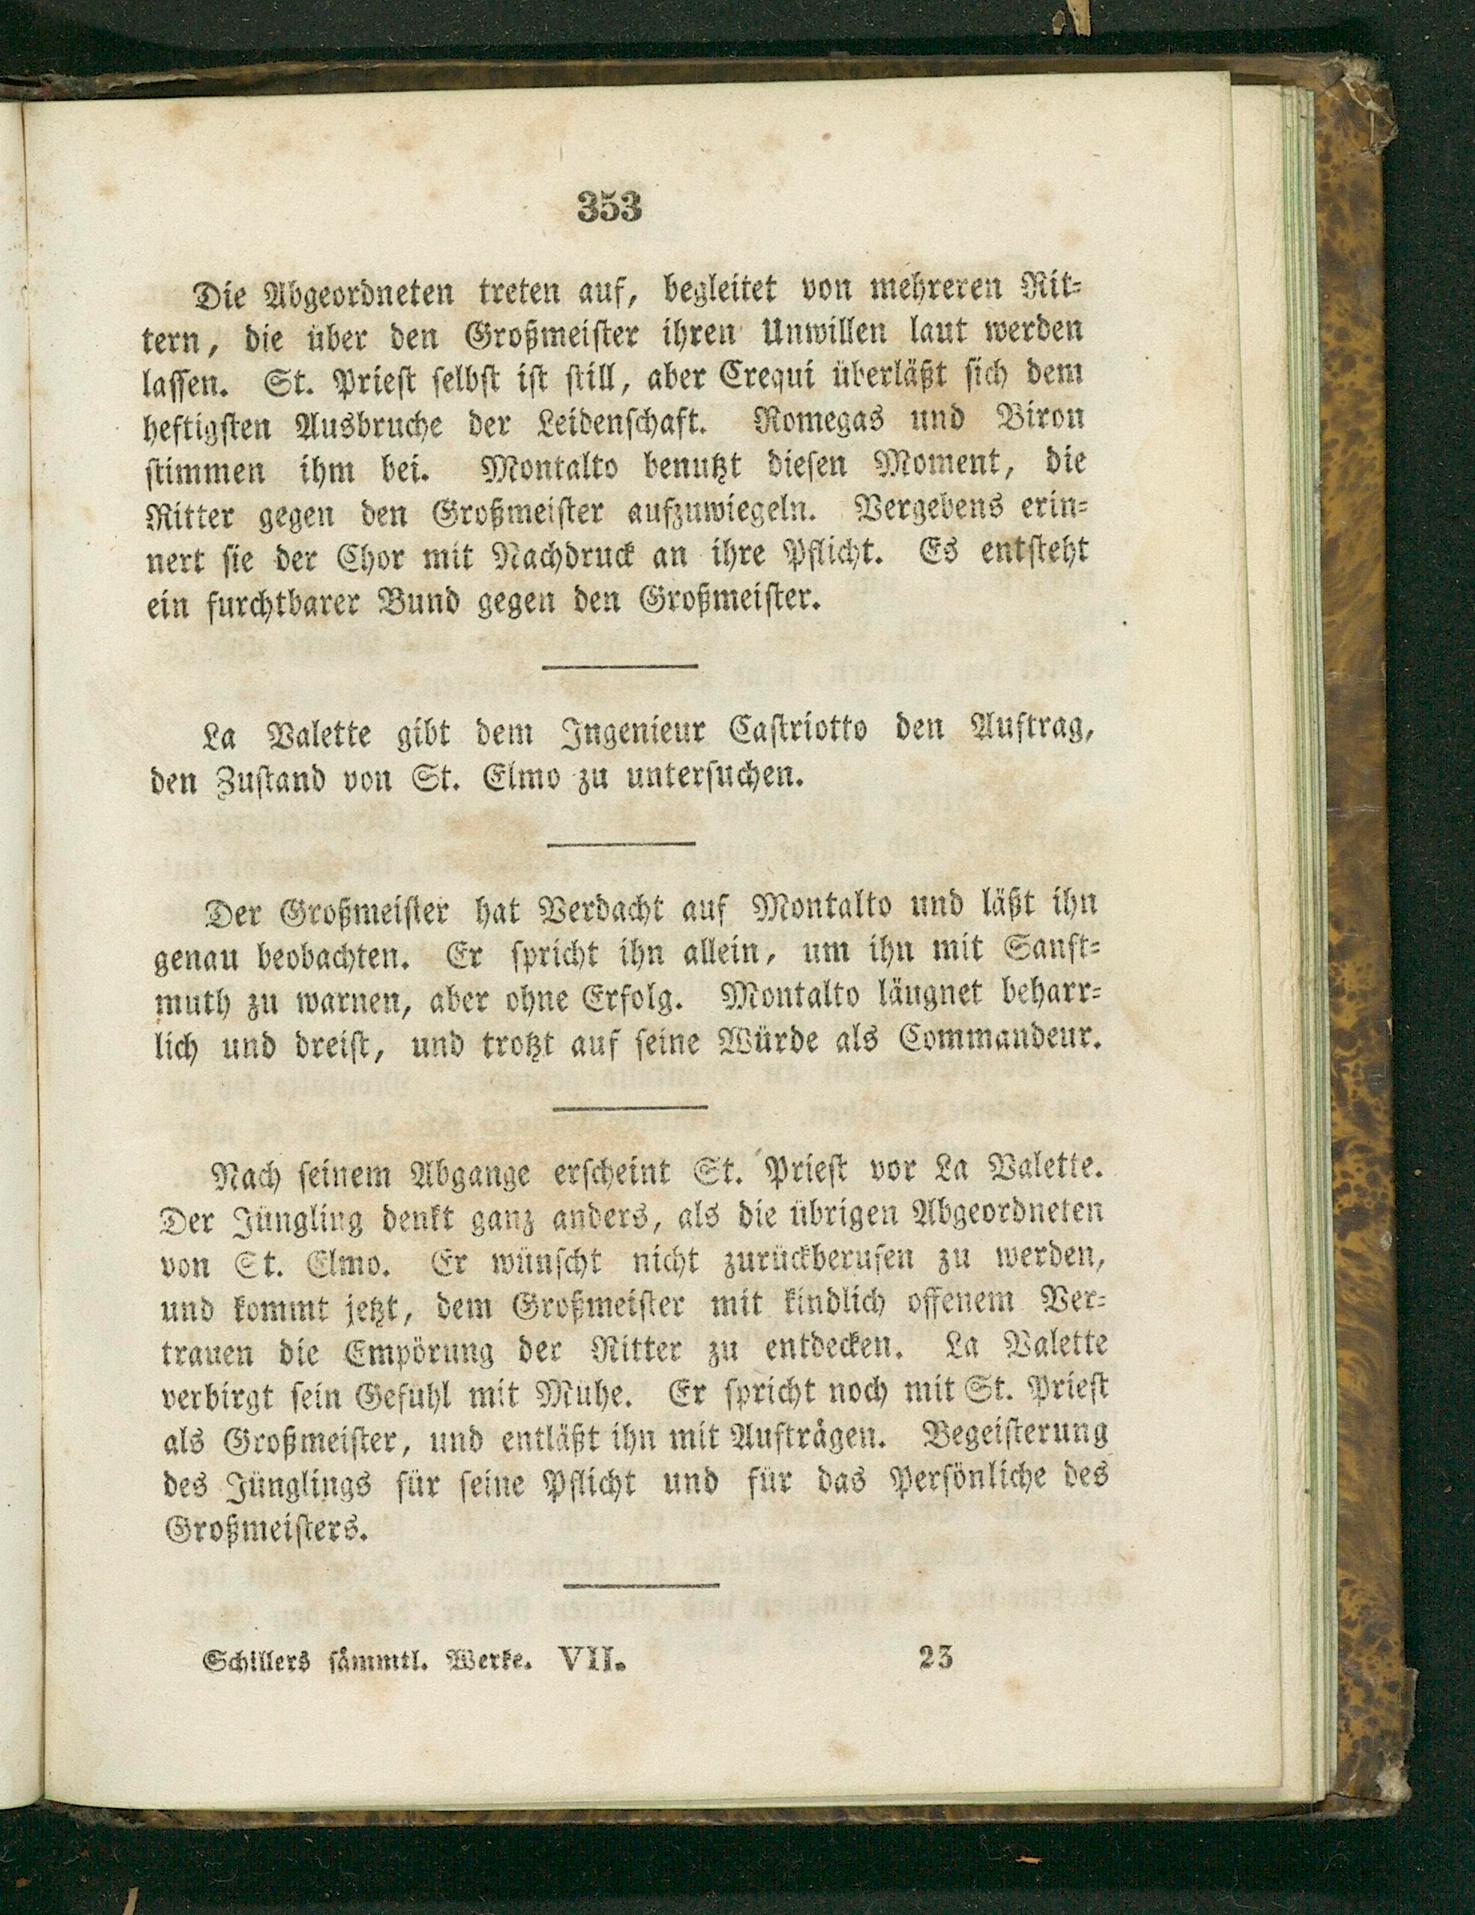 353
Die Abgeordneten treten auf, begleitet von mehreren Rit-
tern, die über den Großmeister ihren Unwillen laut werden
lassen. St. Priest selbst ist still, aber Crequi überläßt sich dem
heftigsten Ausbruche der Leidenschaft. Romegas und Biron
stimmen ihm bei. Montalto benutzt diesen Moment, die
Ritter gegen den Großmeister aufzuwiegeln. Vergebens erin-
nert sie der Chor mit Nachdruck an ihre Pflicht. Es entsteht
ein furchtbarer Bund gegen den Großmeister.
La Valette gibt dem Ingenieur Castriotto den Auftrag,
den Zustand von St. Elmo zu untersuchen.
Der Großmeister hat Verdacht auf Montalto und läßt ihn
genau beobachten. Er spricht ihn allein, um ihn mit Sanft-
muth zu warnen, aber ohne Erfolg. Montalto läugnet beharr-
lich und dreist, und trotzt auf seine Würde als Commandeur.
Nach seinem Abgange erscheint St. Priest vor La Valette.
Der Jüngling denkt ganz anders, als die übrigen Abgeordneten
von St. Elmo. Er wünscht nicht zurückberufen zu werden,
und kommt jetzt, dem Großmeister mit kindlich offenem Ver-
trauen die Empörung der Ritter zu entdecken. La Valette
verbirgt sein Gefühl mit Mühe. Er spricht noch mit St. Priest
als Großmeister, und entläßt ihn mit Aufträgen. Begeisterung
des Jünglings für seine Pflicht und für das Persönliche des
Großmeisters.
Schillers sämmtl. Werke. VII. 23